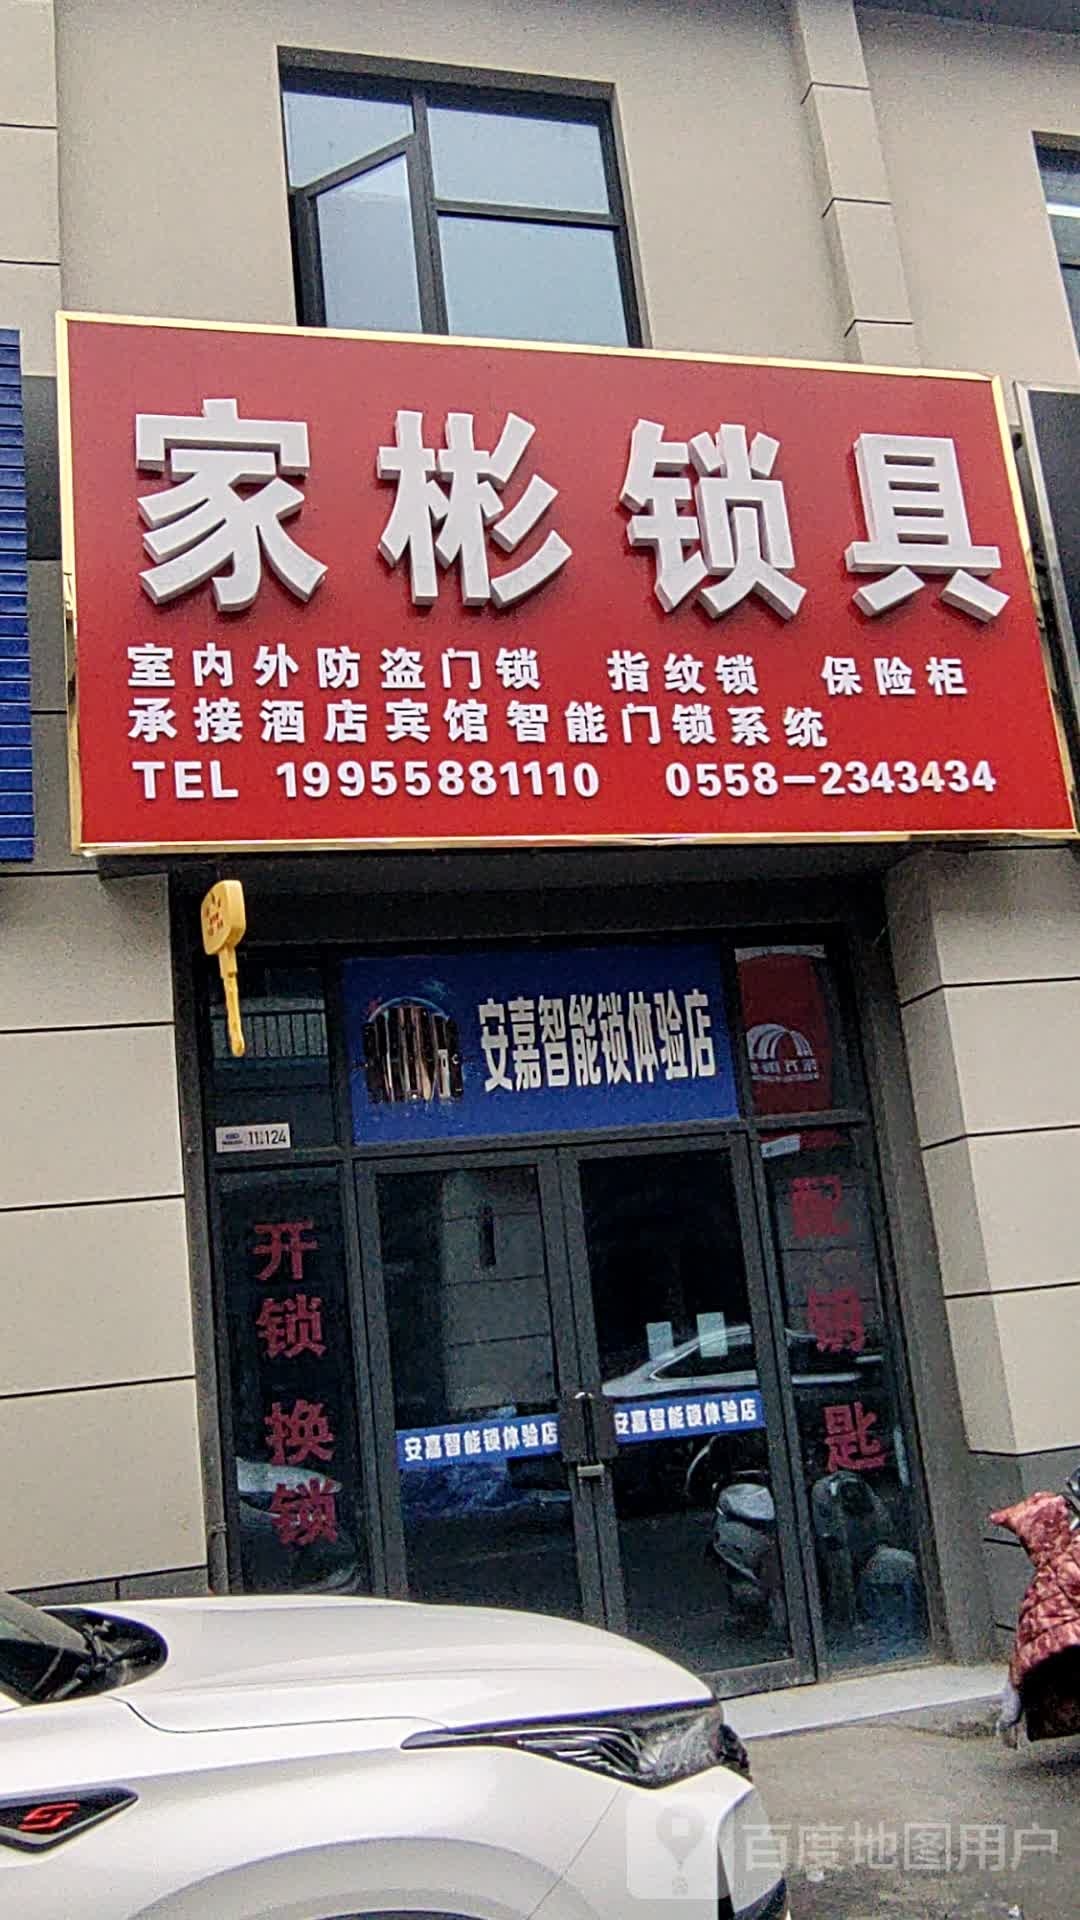 家彬锁具
室内外防盗门锁 指纹锁 保险柜
承接酒店宾馆智能门锁系统
TEL 19955881110 0558-2343434
安嘉智能锁体验店
124
开锁 换锁
配钥匙
安嘉智能锁体验店
安嘉智能锁体验店
百度地图用户